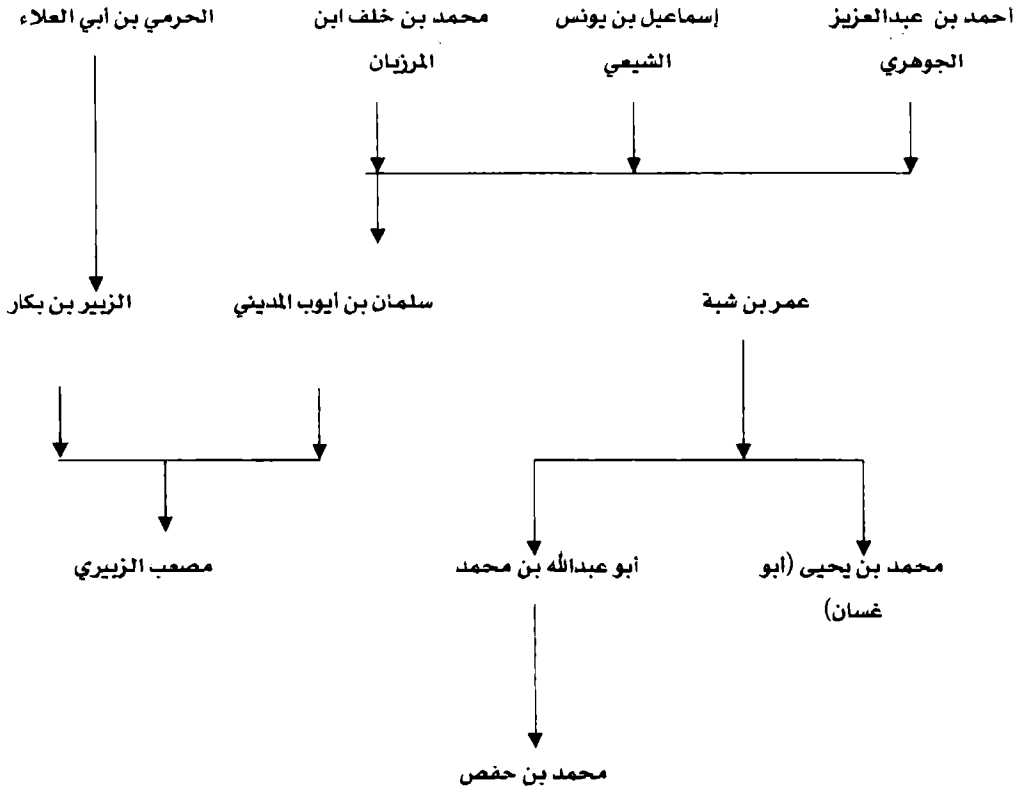 أحمد بن عبدالعزيز
الجوهري
إسماعيل بن يونس
الشيعي
محمد بن خلف ابن
المرزبان
الحرمي بن أبي العلاء
عمر بن شبة
سلمان بن أيوب المديني
الزبير بن بكار
محمد بن يحيى (أبو
غسان)
أبو عبدالله بن محمد
مصعب الزبيري
محمد بن حفص